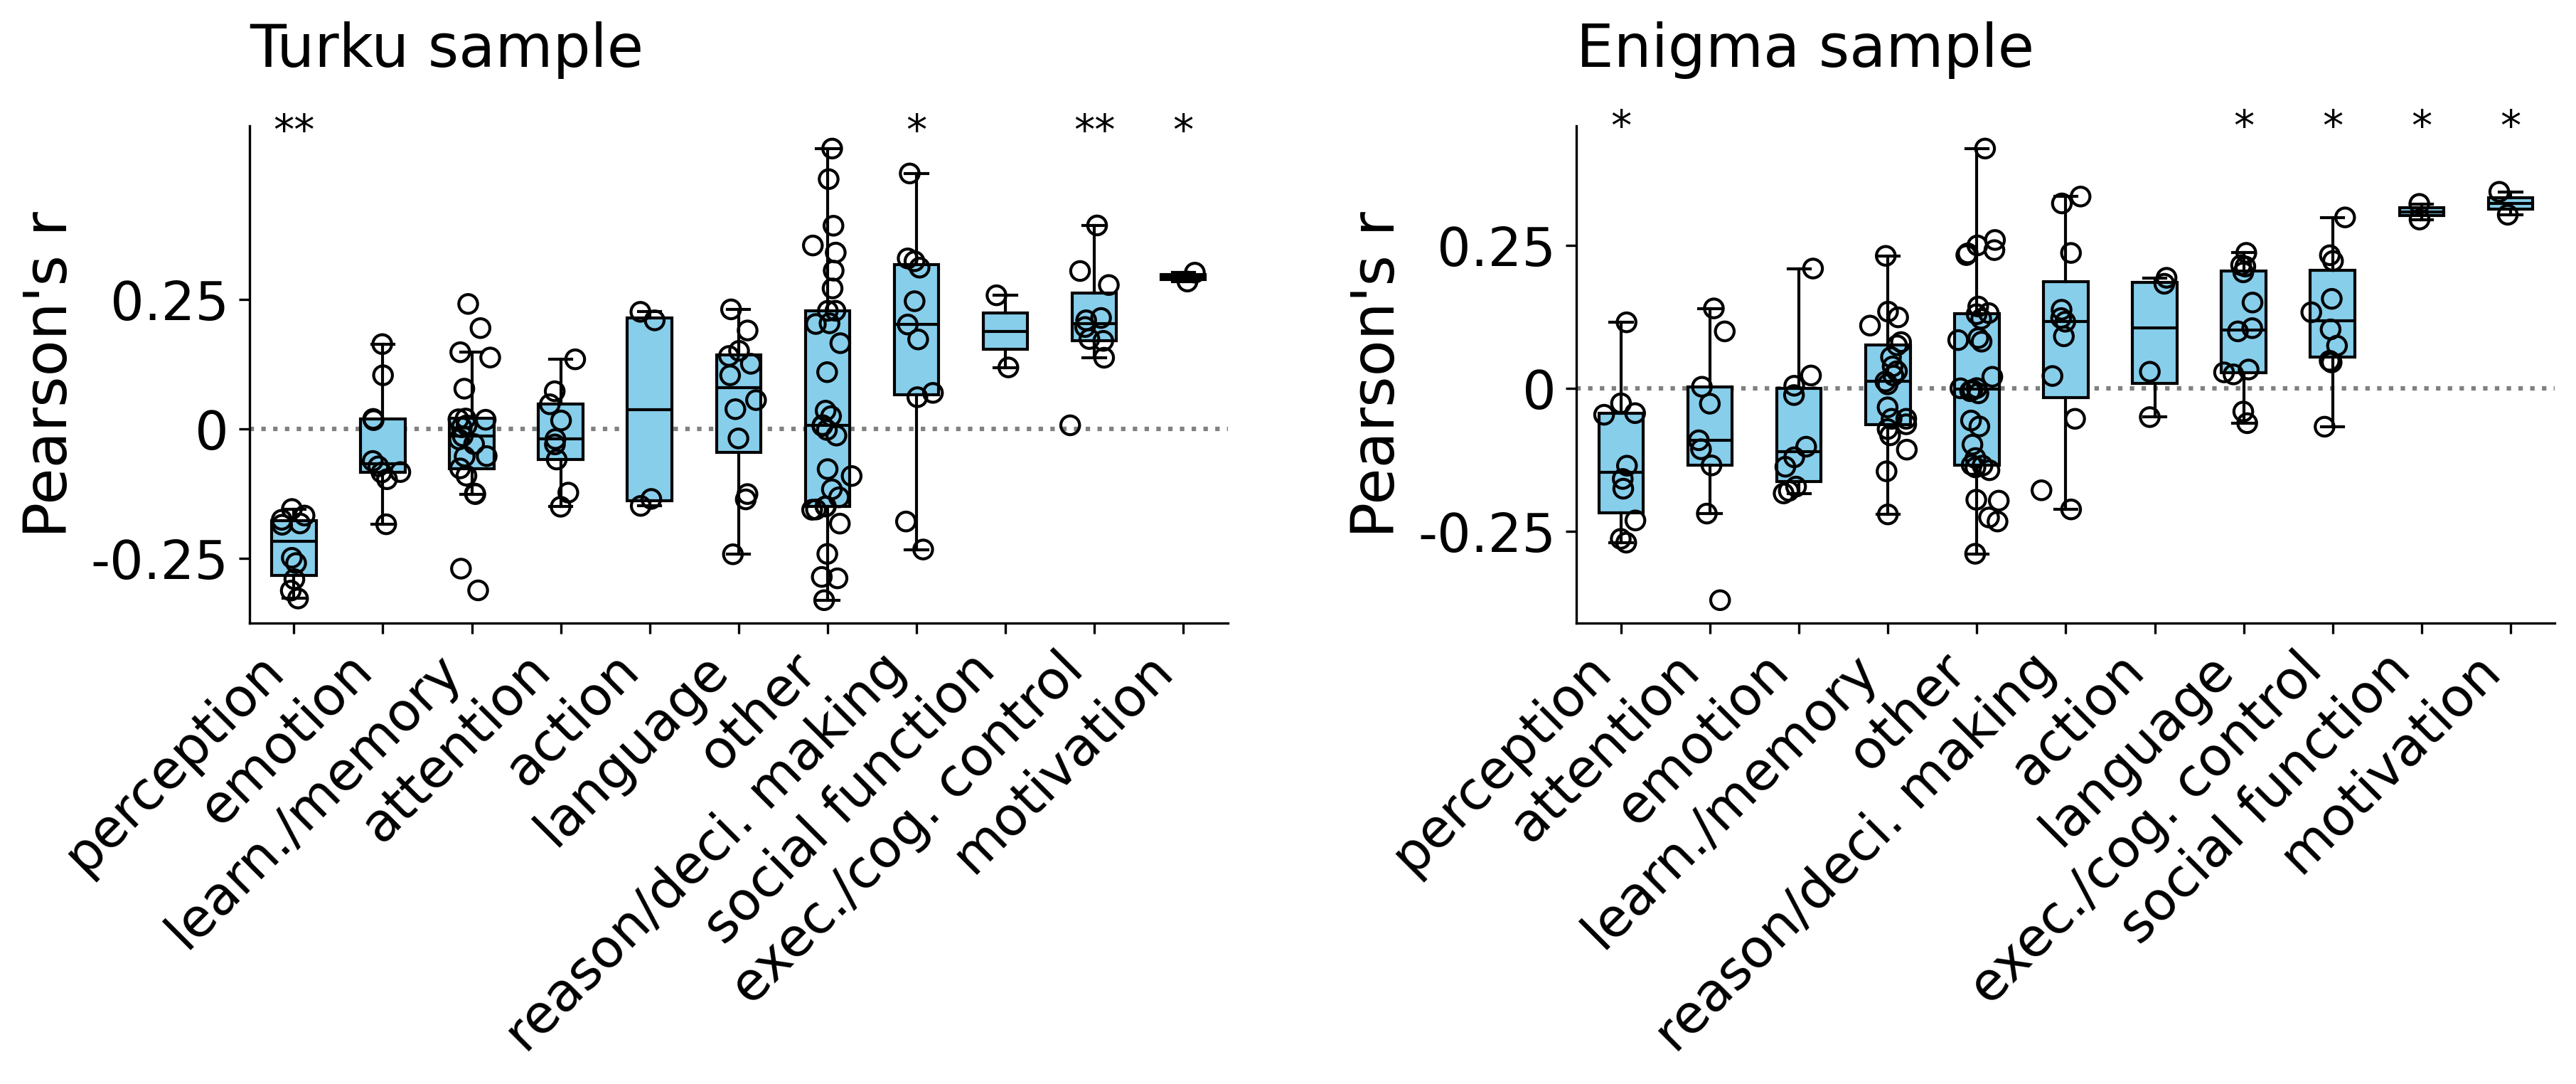 Turku sample
** * ** *
Pearson's r
0.25
0
-0.25
perception
emotion
learn./memory
attention
action
language
other
reason/deci. making
social function
exec./cog. control
motivation
Enigma sample
* * * * *
Pearson's r
0.25
0
-0.25
perception
attention
emotion
learn./memory
other
reason/deci. making
action
language
exec./cog. control
social function
motivation